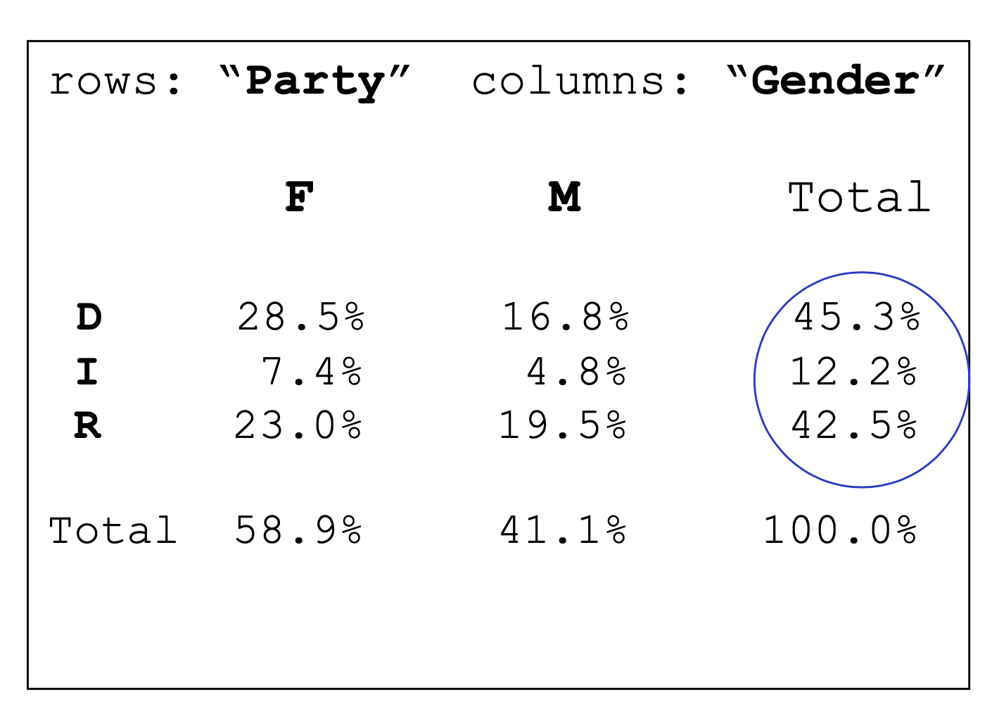 rows: “Party” columns: “Gender”
F M Total
D 28.5% 16.8% 45.3%
I 7.4% 4.8% 12.2%
R 23.0% 19.5% 42.5%
Total 58.9% 41.1% 100.0%